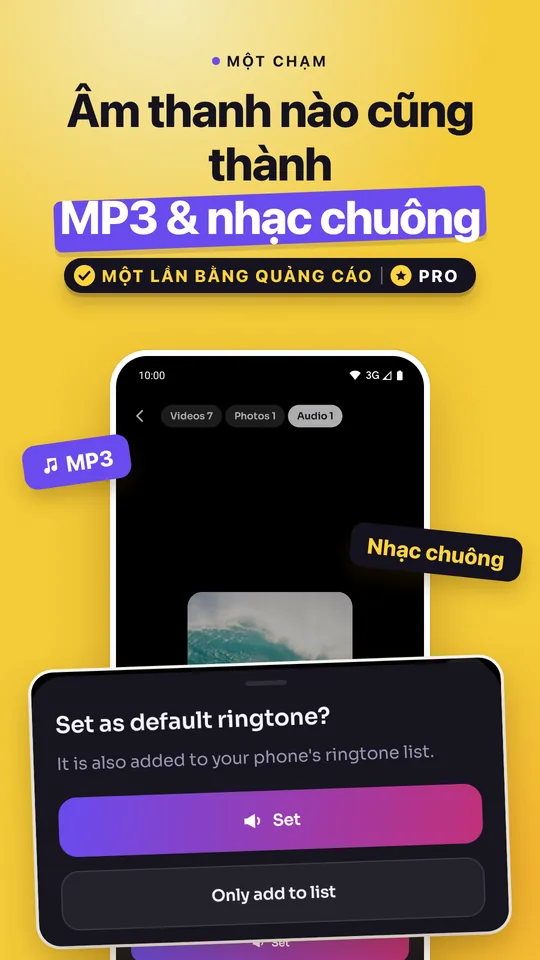 MỘT CHẠM
Âm thanh nào cũng
thành
MP3 & nhạc chuông
MỘT LẦN BẰNG QUẢNG CÁO | PRO
10:00
3G
Videos 7
Photos 1
Audio 1
MP3
Nhạc chuông
Set as default ringtone?
It is also added to your phone's ringtone list.
Set
Only add to list
Set